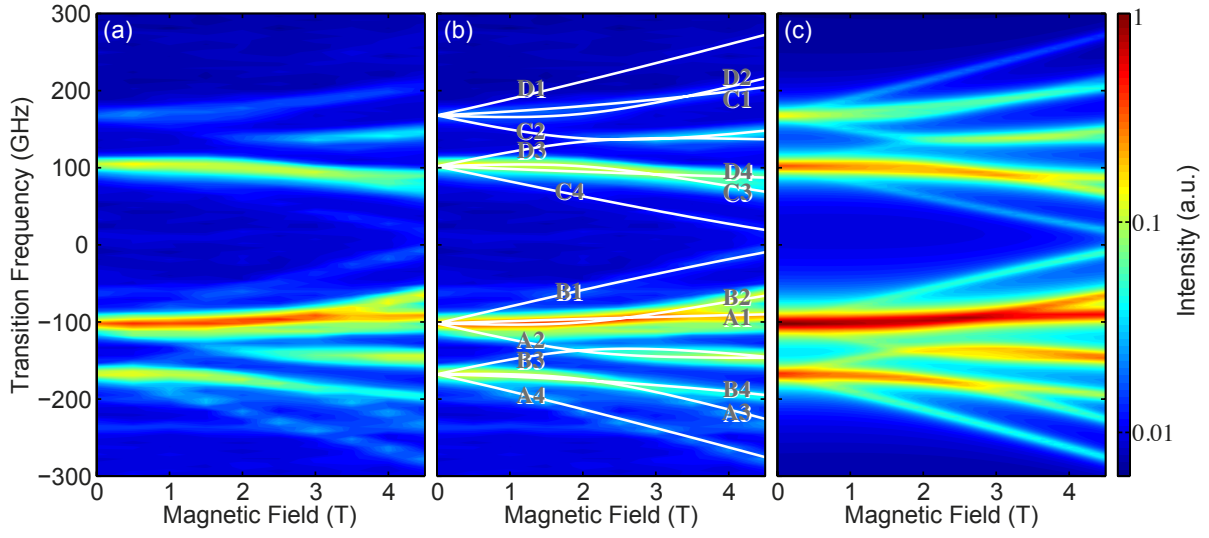 (a)
(b)
(c)
Transition Frequency (GHz)
300
200
100
0
−100
−200
−300
0
1
2
3
4
Magnetic Field (T)
D1
D2
C1
C2
D3
D4
C3
C4
B1
B2
A1
A2
B3
B4
A4
A3
0
1
2
3
4
Magnetic Field (T)
0
1
2
3
4
Magnetic Field (T)
1
0.1
0.01
Intensity (a.u.)